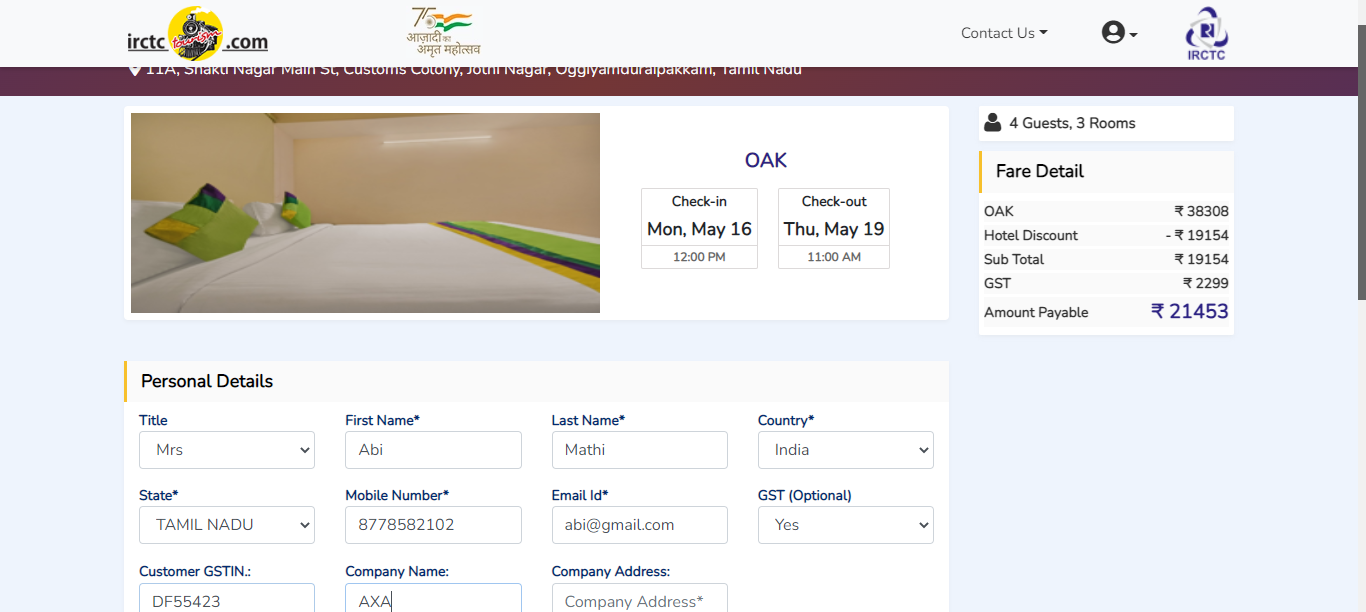 irctc tourism .com
75
आज़ादी का
अमृत महोत्सव
Contact Us
IRCTC
11A, Shakti Nagar Main St, Customs Colony, Jothi Nagar, Oggiyamduraipakkam, Tamil Nadu
4 Guests, 3 Rooms
OAK
Check-in
Mon, May 16
12:00 PM
Check-out
Thu, May 19
11:00 AM
Fare Detail
OAK ₹ 38308
Hotel Discount - ₹ 19154
Sub Total ₹ 19154
GST ₹ 2299
Amount Payable ₹ 21453
Personal Details
Title First Name* Last Name* Country*
Mrs Abi Mathi India
State* Mobile Number* Email Id* GST (Optional)
TAMIL NADU 8778582102 abi@gmail.com Yes
Customer GSTIN.: Company Name: Company Address:
DF55423 AXA Company Address*